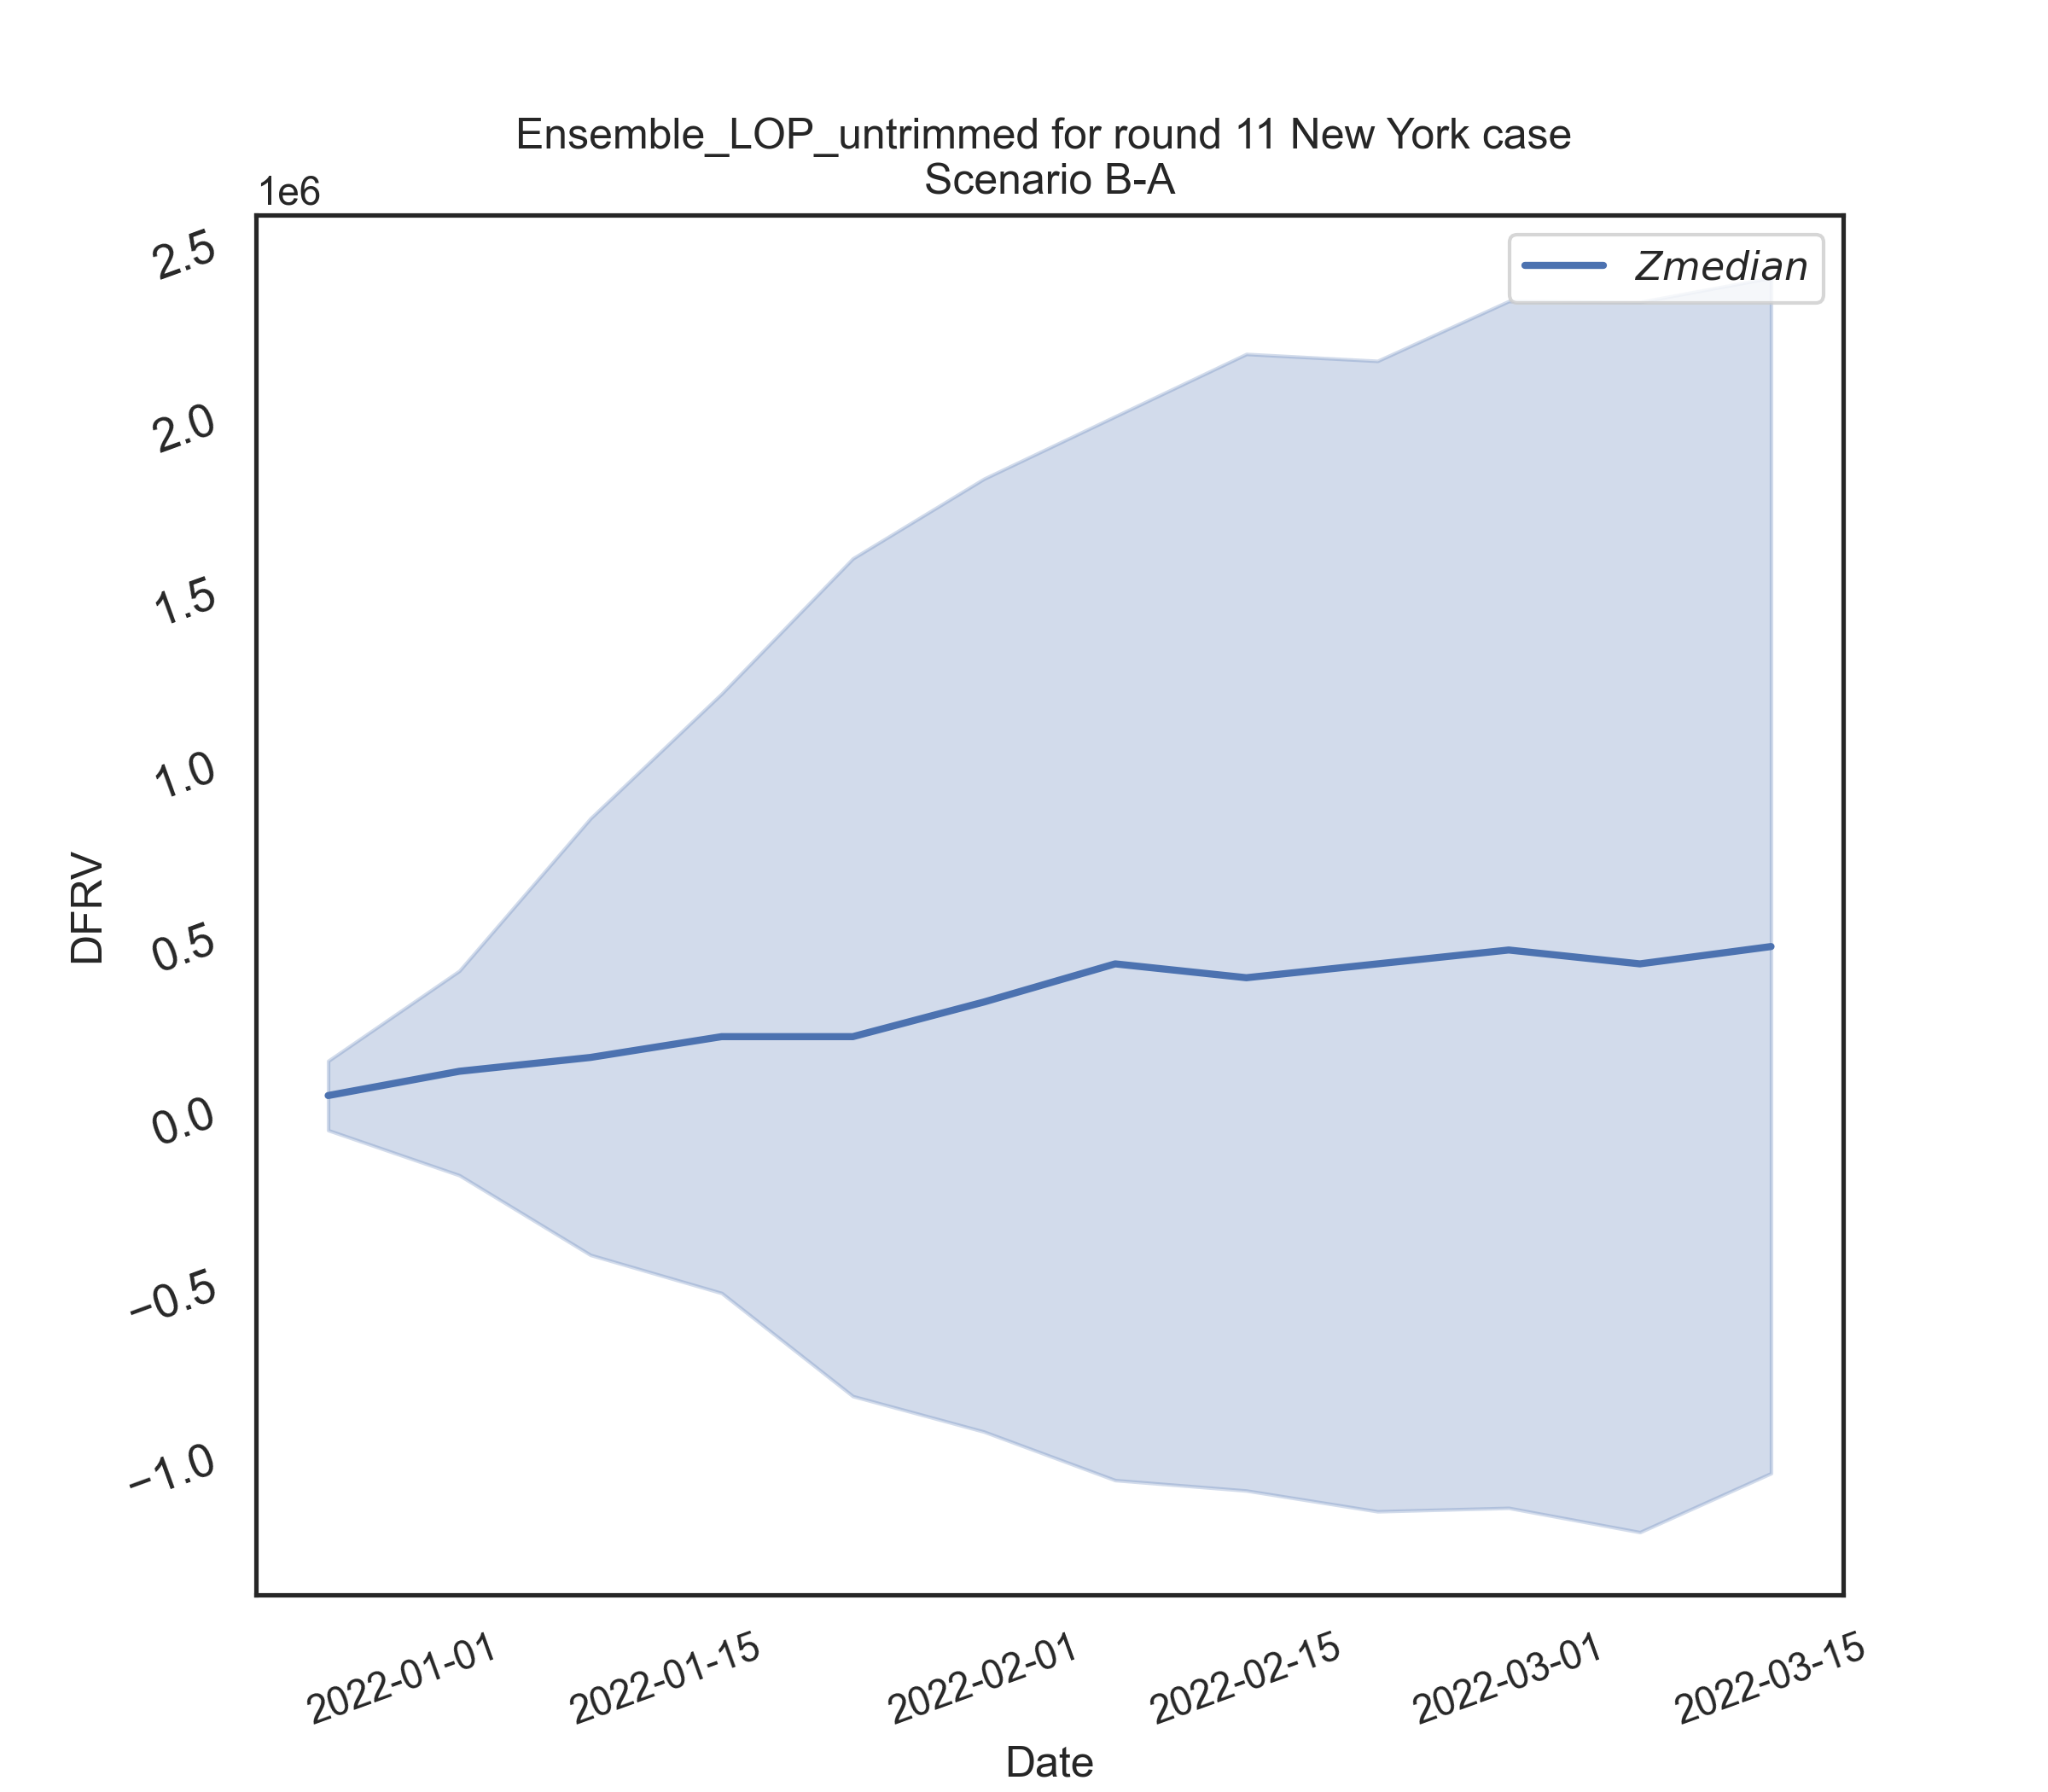 Ensemble_LOP_untrimmed for round 11 New York case
Scenario B-A
1e6
Zmedian
2.5
2.0
1.5
1.0
0.5
0.0
−0.5
−1.0
DFRV
2022-01-01
2022-01-15
2022-02-01
2022-02-15
2022-03-01
2022-03-15
Date